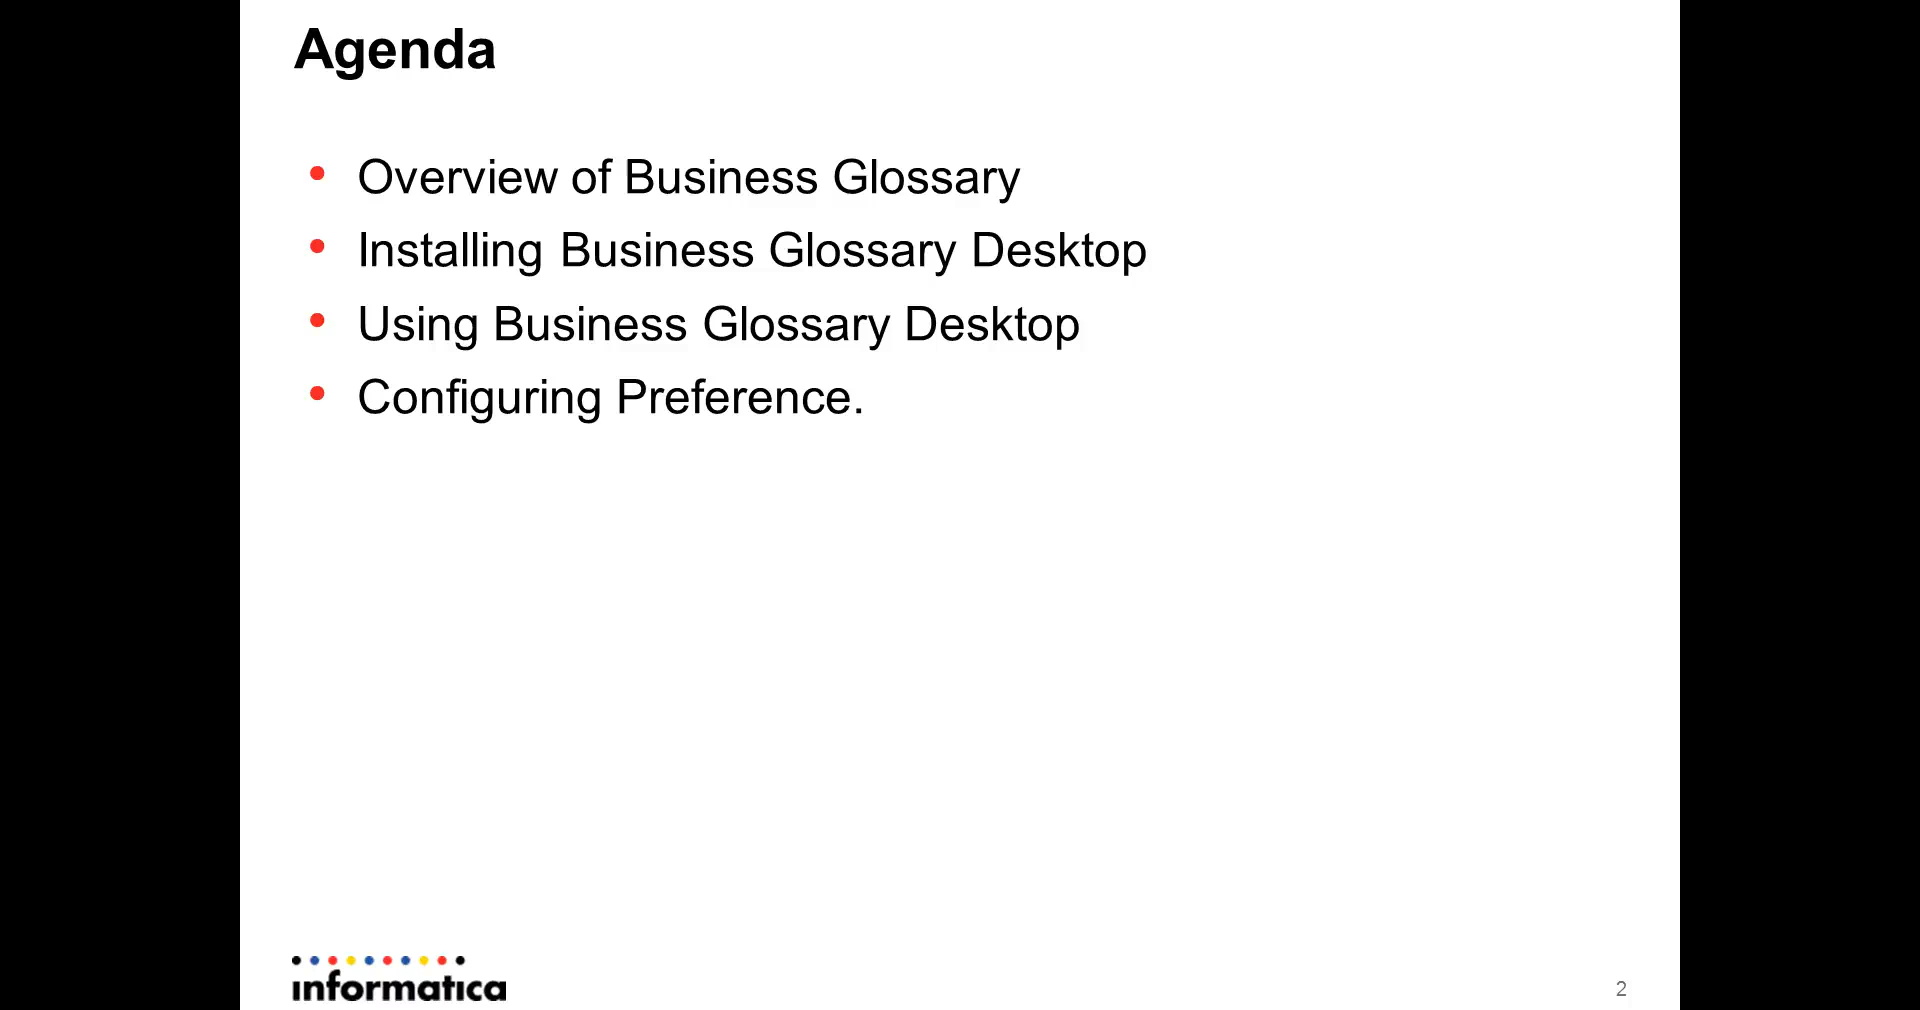 Agenda
• Overview of Business Glossary
• Installing Business Glossary Desktop
• Using Business Glossary Desktop
• Configuring Preference.
informatica
2